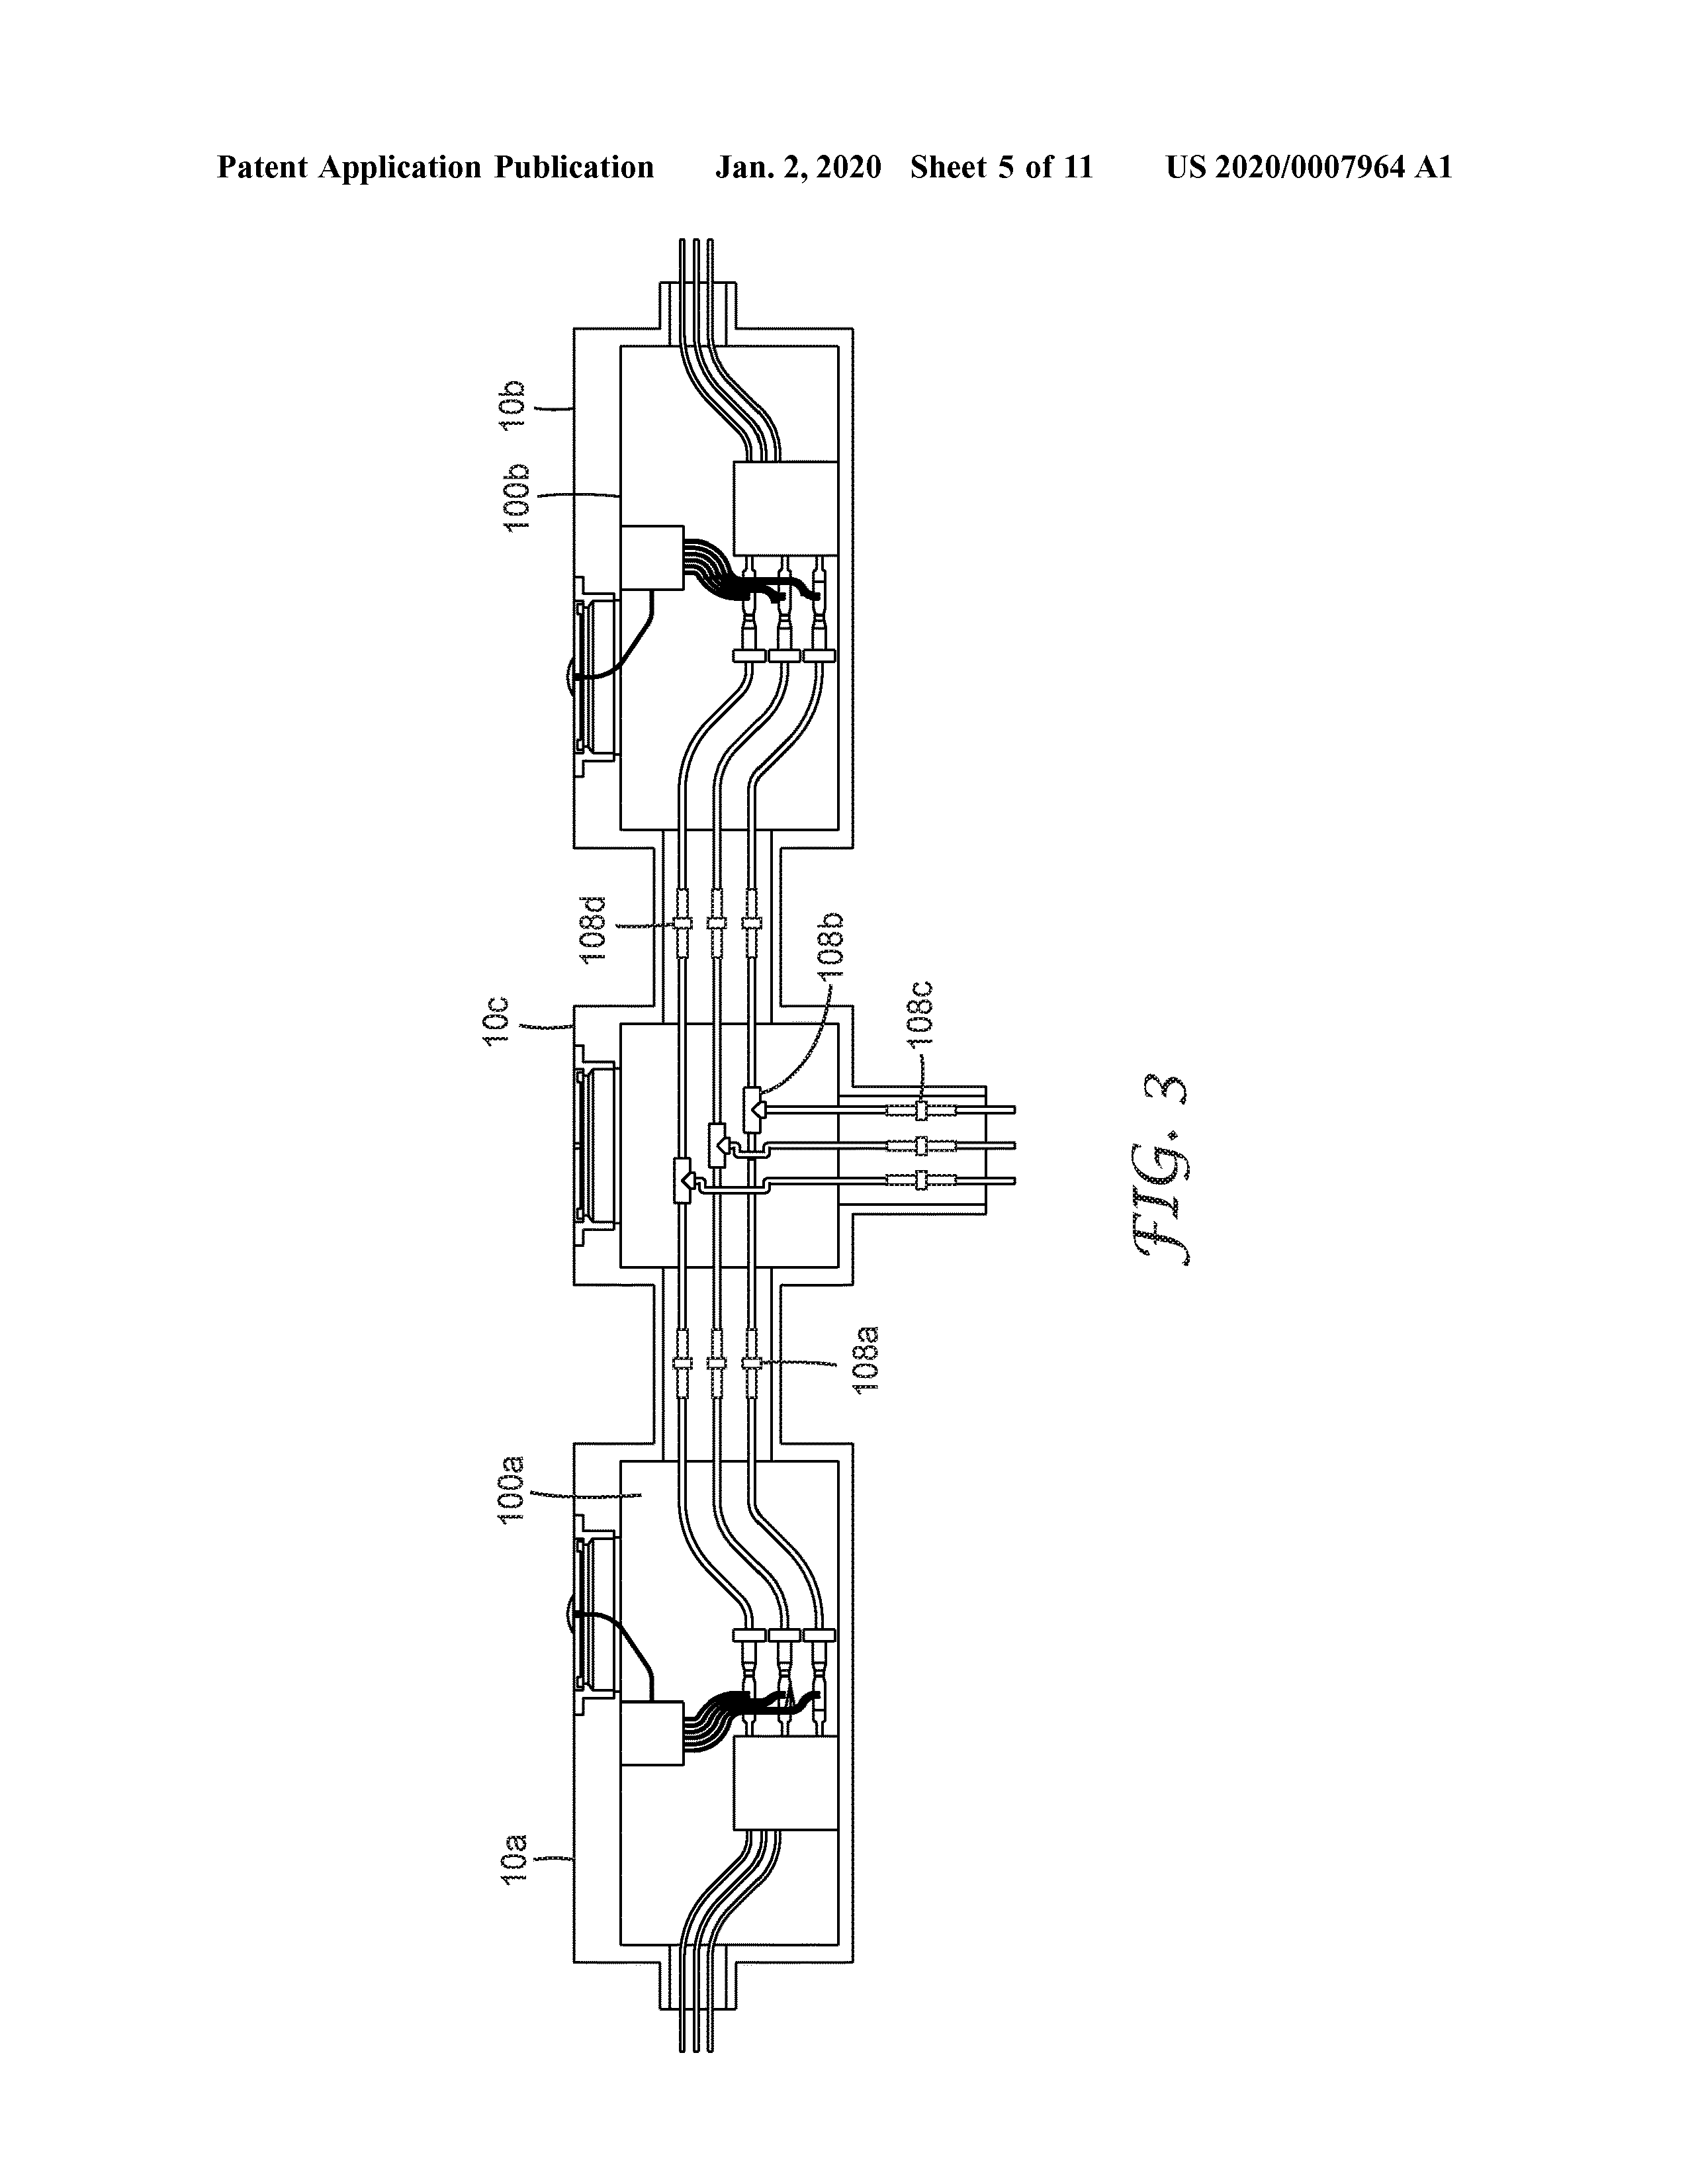 Patent Application Publication Jan. 2, 2020 Sheet 5 of 11 US 2020/0007964 A1
10a
100a
108a
10c
108c
108b
108d
100b
10b
FIG. 3